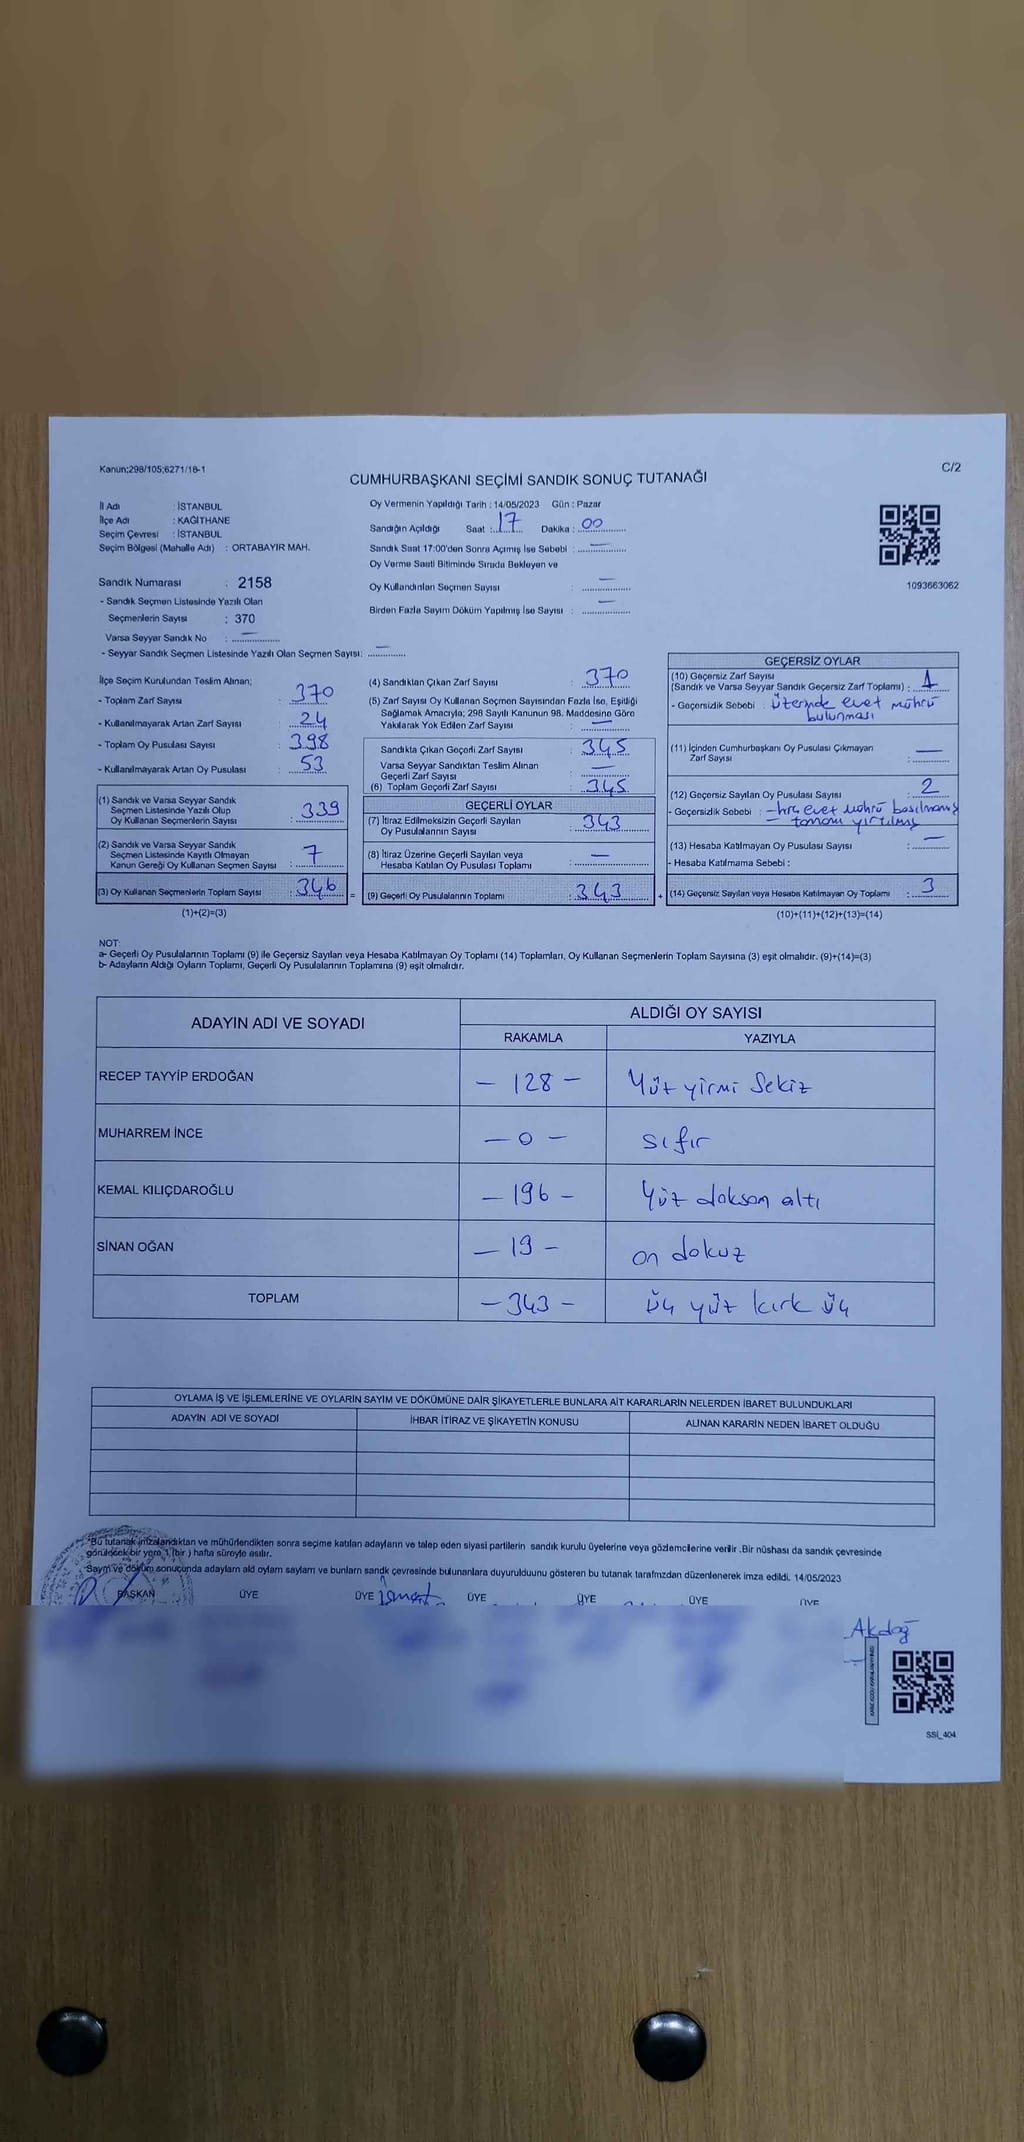 Kanun:298/105;6271/18-1
C/2
CUMHURBAŞKANI SEÇİMİ SANDIK SONUÇ TUTANAĞI
İl Adı : İSTANBUL
İlçe Adı : KAĞITHANE
Seçim Çevresi : İSTANBUL
Seçim Bölgesi (Mahalle Adı) : ORTABAYIR MAH.
Sandık Numarası : 2158
- Sandık Seçmen Listesinde Yazılı Olan
Seçmenlerin Sayısı : 370
Varsa Seyyar Sandık No : —
- Seyyar Sandık Seçmen Listesinde Yazılı Olan Seçmen Sayısı: —
Oy Vermenin Yapıldığı Tarih : 14/05/2023 Gün : Pazar
Sandığın Açıldığı Saat : 17 Dakika : 00
Sandık Saat 17:00'den Sonra Açımış İse Sebebi : —
Oy Verme Saati Bitiminde Sırada Bekleyen ve
Oy Kullandırılan Seçmen Sayısı : —
Birden Fazla Sayım Döküm Yapılmış İse Sayısı : —
1093663062
İlçe Seçim Kurulundan Teslim Alınan;
- Toplam Zarf Sayısı : 370
- Kullanılmayarak Artan Zarf Sayısı : 24
- Toplam Oy Pusulası Sayısı : 398
- Kullanılmayarak Artan Oy Pusulası : 53
(1) Sandık ve Varsa Seyyar Sandık
Seçmen Listesinde Yazılı Olup
Oy Kullanan Seçmenlerin Sayısı : 339
(2) Sandık ve Varsa Seyyar Sandık
Seçmen Listesinde Kayıtlı Olmayan
Kanun Gereği Oy Kullanan Seçmen Sayısı : 7
(3) Oy Kullanan Seçmenlerin Toplam Sayısı : 346
(1)+(2)=(3)
=
(4) Sandıktan Çıkan Zarf Sayısı : 370
(5) Zarf Sayısı Oy Kullanan Seçmen Sayısından Fazla İse, Eşitliği
Sağlamak Amacıyla; 298 Sayılı Kanunun 98. Maddesine Göre
Yakılarak Yok Edilen Zarf Sayısı : —
Sandıkta Çıkan Geçerli Zarf Sayısı : 345
Varsa Seyyar Sandıktan Teslim Alınan
Geçerli Zarf Sayısı : —
(6) Toplam Geçerli Zarf Sayısı : 345
GEÇERLİ OYLAR
(7) İtiraz Edilmeksizin Geçerli Sayılan
Oy Pusulalarının Sayısı : 343
(8) İtiraz Üzerine Geçerli Sayılan veya
Hesaba Katılan Oy Pusulası Toplamı : —
(9) Geçerli Oy Pusulalarının Toplamı : 343
+
GEÇERSİZ OYLAR
(10) Geçersiz Zarf Sayısı
(Sandık ve Varsa Seyyar Sandık Geçersiz Zarf Toplamı) : 1
- Geçersizlik Sebebi : Üzerinde evet mührü
bulunması
(11) İçinden Cumhurbaşkanı Oy Pusulası Çıkmayan
Zarf Sayısı : —
(12) Geçersiz Sayılan Oy Pusulası Sayısı : 2
- Geçersizlik Sebebi : - hiç evet mührü basılmamış
- tamamı yırtılmış
(13) Hesaba Katılmayan Oy Pusulası Sayısı : —
- Hesaba Katılmama Sebebi :
(14) Geçersiz Sayılan veya Hesaba Katılmayan Oy Toplamı : 3
(10)+(11)+(12)+(13)=(14)
NOT:
a- Geçerli Oy Pusulalarının Toplamı (9) ile Geçersiz Sayılan veya Hesaba Katılmayan Oy Toplamı (14) Toplamları, Oy Kullanan Seçmenlerin Toplam Sayısına (3) eşit olmalıdır. (9)+(14)=(3)
b- Adayların Aldığı Oyların Toplamı, Geçerli Oy Pusulalarının Toplamına (9) eşit olmalıdır.
ADAYIN ADI VE SOYADI
ALDIĞI OY SAYISI
RAKAMLA YAZIYLA
RECEP TAYYİP ERDOĞAN — 128 — Yüz yirmi sekiz
MUHARREM İNCE — 0 — sıfır
KEMAL KILIÇDAROĞLU — 196 — Yüz doksan altı
SİNAN OĞAN — 19 — on dokuz
TOPLAM — 343 — Üç yüz kırk üç
OYLAMA İŞ VE İŞLEMLERİNE VE OYLARIN SAYIM VE DÖKÜMÜNE DAİR ŞİKAYETLERLE BUNLARA AİT KARARLARIN NELERDEN İBARET BULUNDUKLARI
ADAYIN ADI VE SOYADI İHBAR İTİRAZ VE ŞİKAYETİN KONUSU ALINAN KARARIN NEDEN İBARET OLDUĞU
"Bu tutanak imzalandıktan ve mühürlendikten sonra seçime katılan adayların ve talep eden siyasi partilerin sandık kurulu üyelerine veya gözlemcilerine verilir .Bir nüshası da sandık çevresinde
görülecek bir yere 1 (bir ) hafta süreyle asılır.
Sayım ve döküm sonucunda adayların aldı oyların sayıları ve bunların sandık çevresinde bulunanlara duyurulduunu gösteren bu tutanak tarafımzdan düzenlenerek imza edildi. 14/05/2023
BAŞKAN ÜYE ÜYE İsmet ÜYE ÜYE ÜYE ÜYE
Akdağ
SSİ_404